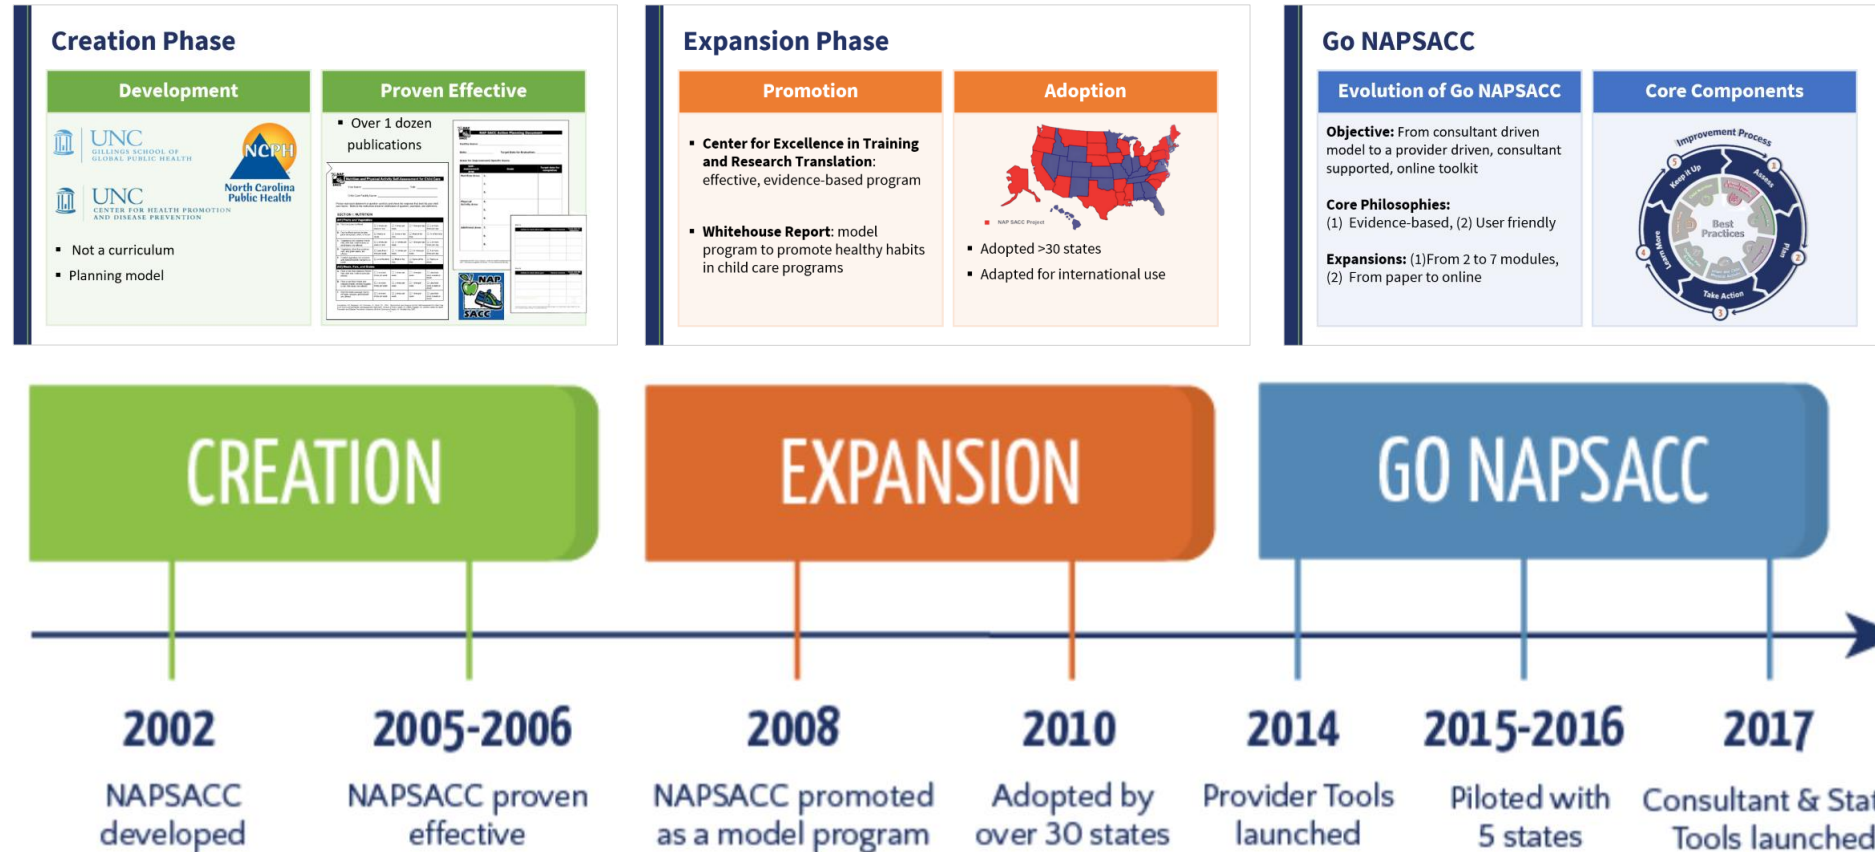 Creation Phase
Development
UNC
GILLINGS SCHOOL OF
GLOBAL PUBLIC HEALTH
NCPH
North Carolina
Public Health
UNC
CENTER FOR HEALTH PROMOTION
AND DISEASE PREVENTION
▪ Not a curriculum
▪ Planning model
Proven Effective
▪ Over 1 dozen
publications
NAP
SACC
Expansion Phase
Promotion
▪ Center for Excellence in Training
and Research Translation:
effective, evidence-based program
▪ Whitehouse Report: model
program to promote healthy habits
in child care programs
Adoption
NAP SACC Project
▪ Adopted >30 states
▪ Adapted for international use
Go NAPSACC
Evolution of Go NAPSACC
Objective: From consultant driven
model to a provider driven, consultant
supported, online toolkit
Core Philosophies:
(1) Evidence-based, (2) User friendly
Expansions: (1)From 2 to 7 modules,
(2) From paper to online
Core Components
Improvement Process
1
Assess
2
Plan
3
Take Action
4
Learn More
5
Keep it Up
Best
Practices
CREATION
EXPANSION
GO NAPSACC
2002
NAPSACC
developed
2005-2006
NAPSACC proven
effective
2008
NAPSACC promoted
as a model program
2010
Adopted by
over 30 states
2014
Provider Tools
launched
2015-2016
Piloted with
5 states
2017
Consultant & Sta
Tools launched